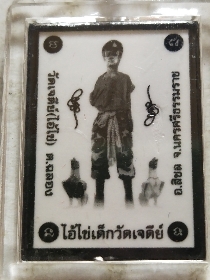 วัดเจดีย์(ไอ้ไข่) ต.ฉลอง
อ.สิชล จ.นครศรีธรรมราช
ไอ้ไข่เด็กวัดเจดีย์